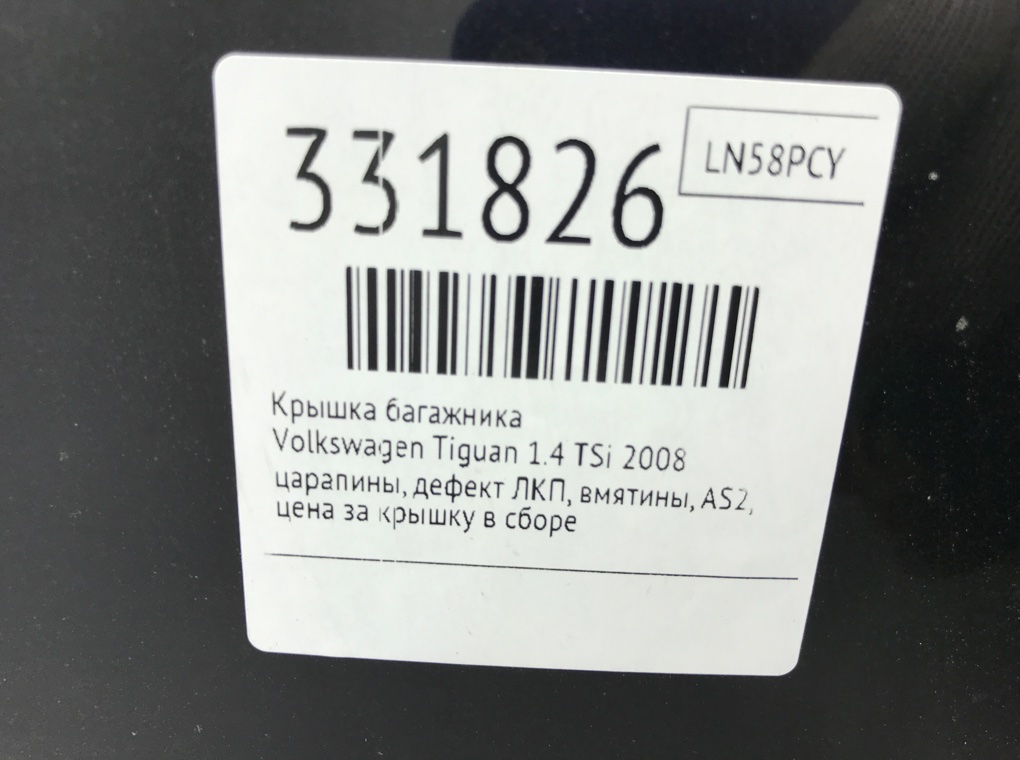 331826
LN58PCY
Крышка багажника
Volkswagen Tiguan 1.4 TSi 2008
царапины, дефект ЛКП, вмятины, AS2,
цена за крышку в сборе